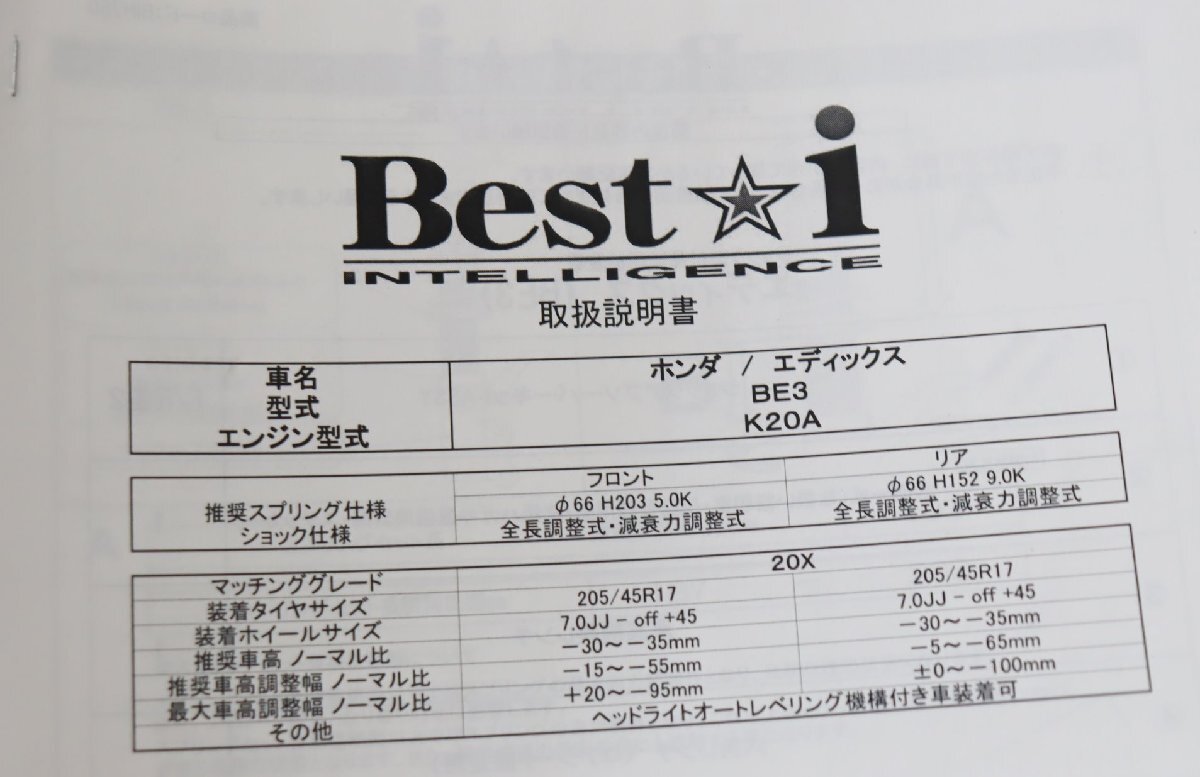 Best☆i
INTELLIGENCE
取扱説明書
車名 ホンダ / エディックス
型式 BE3
エンジン型式 K20A
フロント リア
推奨スプリング仕様 φ66 H203 5.0K φ66 H152 9.0K
ショック仕様 全長調整式・減衰力調整式 全長調整式・減衰力調整式
マッチンググレード 20X
装着タイヤサイズ 205/45R17 205/45R17
装着ホイールサイズ 7.0JJ - off +45 7.0JJ - off +45
推奨車高 ノーマル比 -30~-35mm -30~-35mm
推奨車高調整幅 ノーマル比 -15~-55mm -5~-65mm
最大車高調整幅 ノーマル比 +20~-95mm ±0~-100mm
その他 ヘッドライトオートレベリング機構付き車装着可